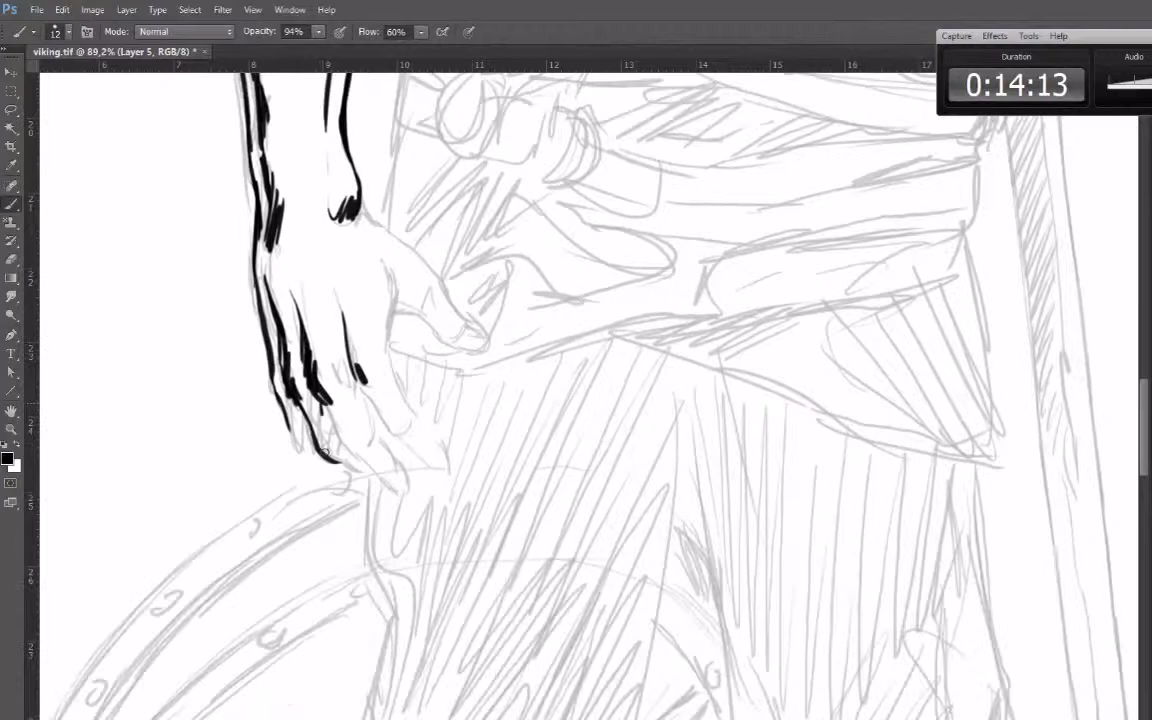 Ps File Edit Image Layer Type Select Filter View Window Help
12 Mode: Normal Opacity: 94% Flow: 60%
viking.tif @ 89,2% (Layer 5, RGB/8) * ×
Capture Effects Tools Help
6 7 8 9 10 11 12 13 14 15 16 17
Duration Audio
0:14:13